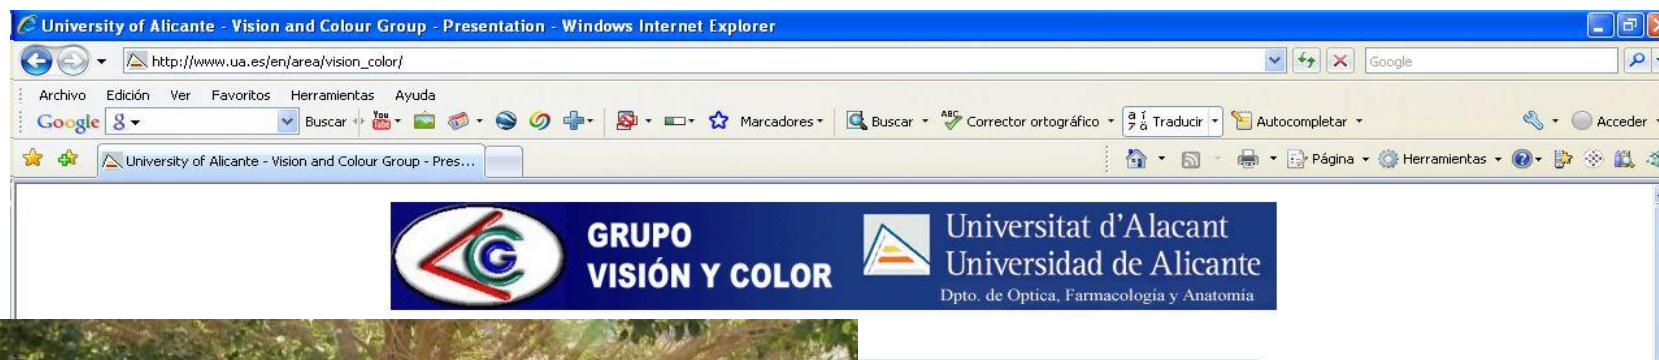 University of Alicante - Vision and Colour Group - Presentation - Windows Internet Explorer
http://www.ua.es/en/area/vision_color/
Google
Archivo Edición Ver Favoritos Herramientas Ayuda
Google Buscar Marcadores Buscar Corrector ortográfico Traducir Autocompletar Acceder
University of Alicante - Vision and Colour Group - Pres... Página Herramientas
GRUPO
VISIÓN Y COLOR
Universitat d'Alacant
Universidad de Alicante
Dpto. de Optica, Farmacología y Anatomía